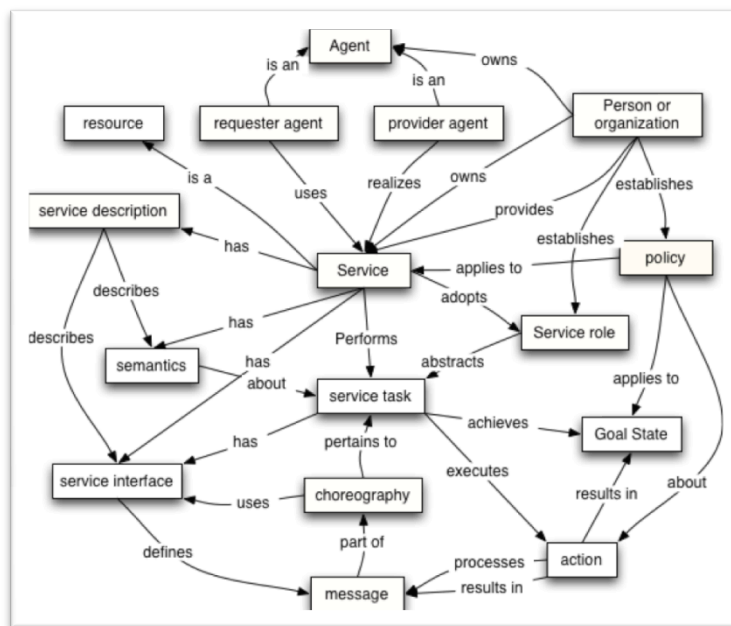 Agent
is an
is an
owns
resource
requester agent
provider agent
Person or
organization
is a
uses
realizes
owns
establishes
service description
provides
has
establishes
Service
applies to
policy
describes
adopts
has
Performs
Service role
describes
semantics
has
about
abstracts
service task
applies to
has
pertains to
achieves
Goal State
service interface
uses
choreography
executes
results in
about
defines
part of
processes
action
results in
message